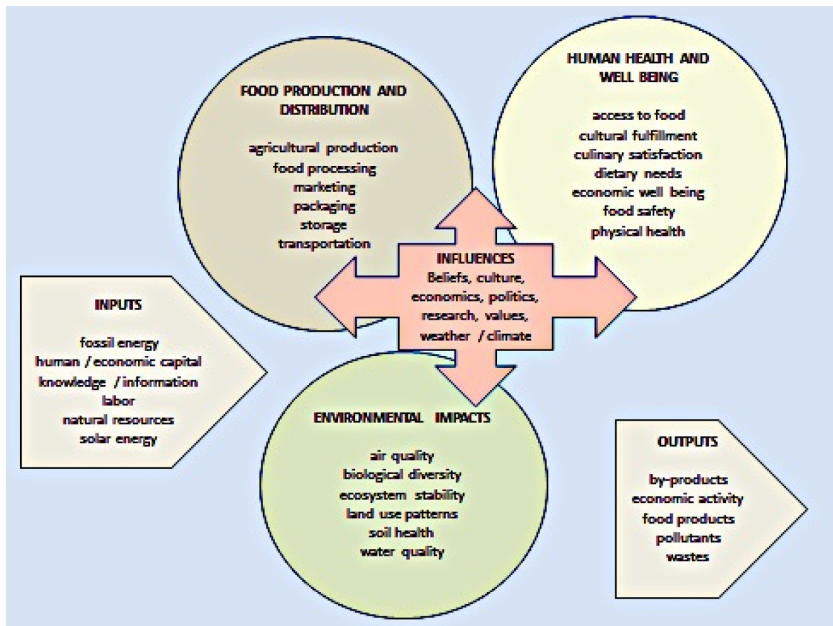 FOOD PRODUCTION AND
DISTRIBUTION
agricultural production
food processing
marketing
packaging
storage
transportation
HUMAN HEALTH AND
WELL BEING
access to food
cultural fulfillment
culinary satisfaction
dietary needs
economic well being
food safety
physical health
INFLUENCES
Beliefs, culture,
economics, politics,
research, values,
weather / climate
INPUTS
fossil energy
human / economic capital
knowledge / information
labor
natural resources
solar energy
ENVIRONMENTAL IMPACTS
air quality
biological diversity
ecosystem stability
land use patterns
soil health
water quality
OUTPUTS
by-products
economic activity
food products
pollutants
wastes